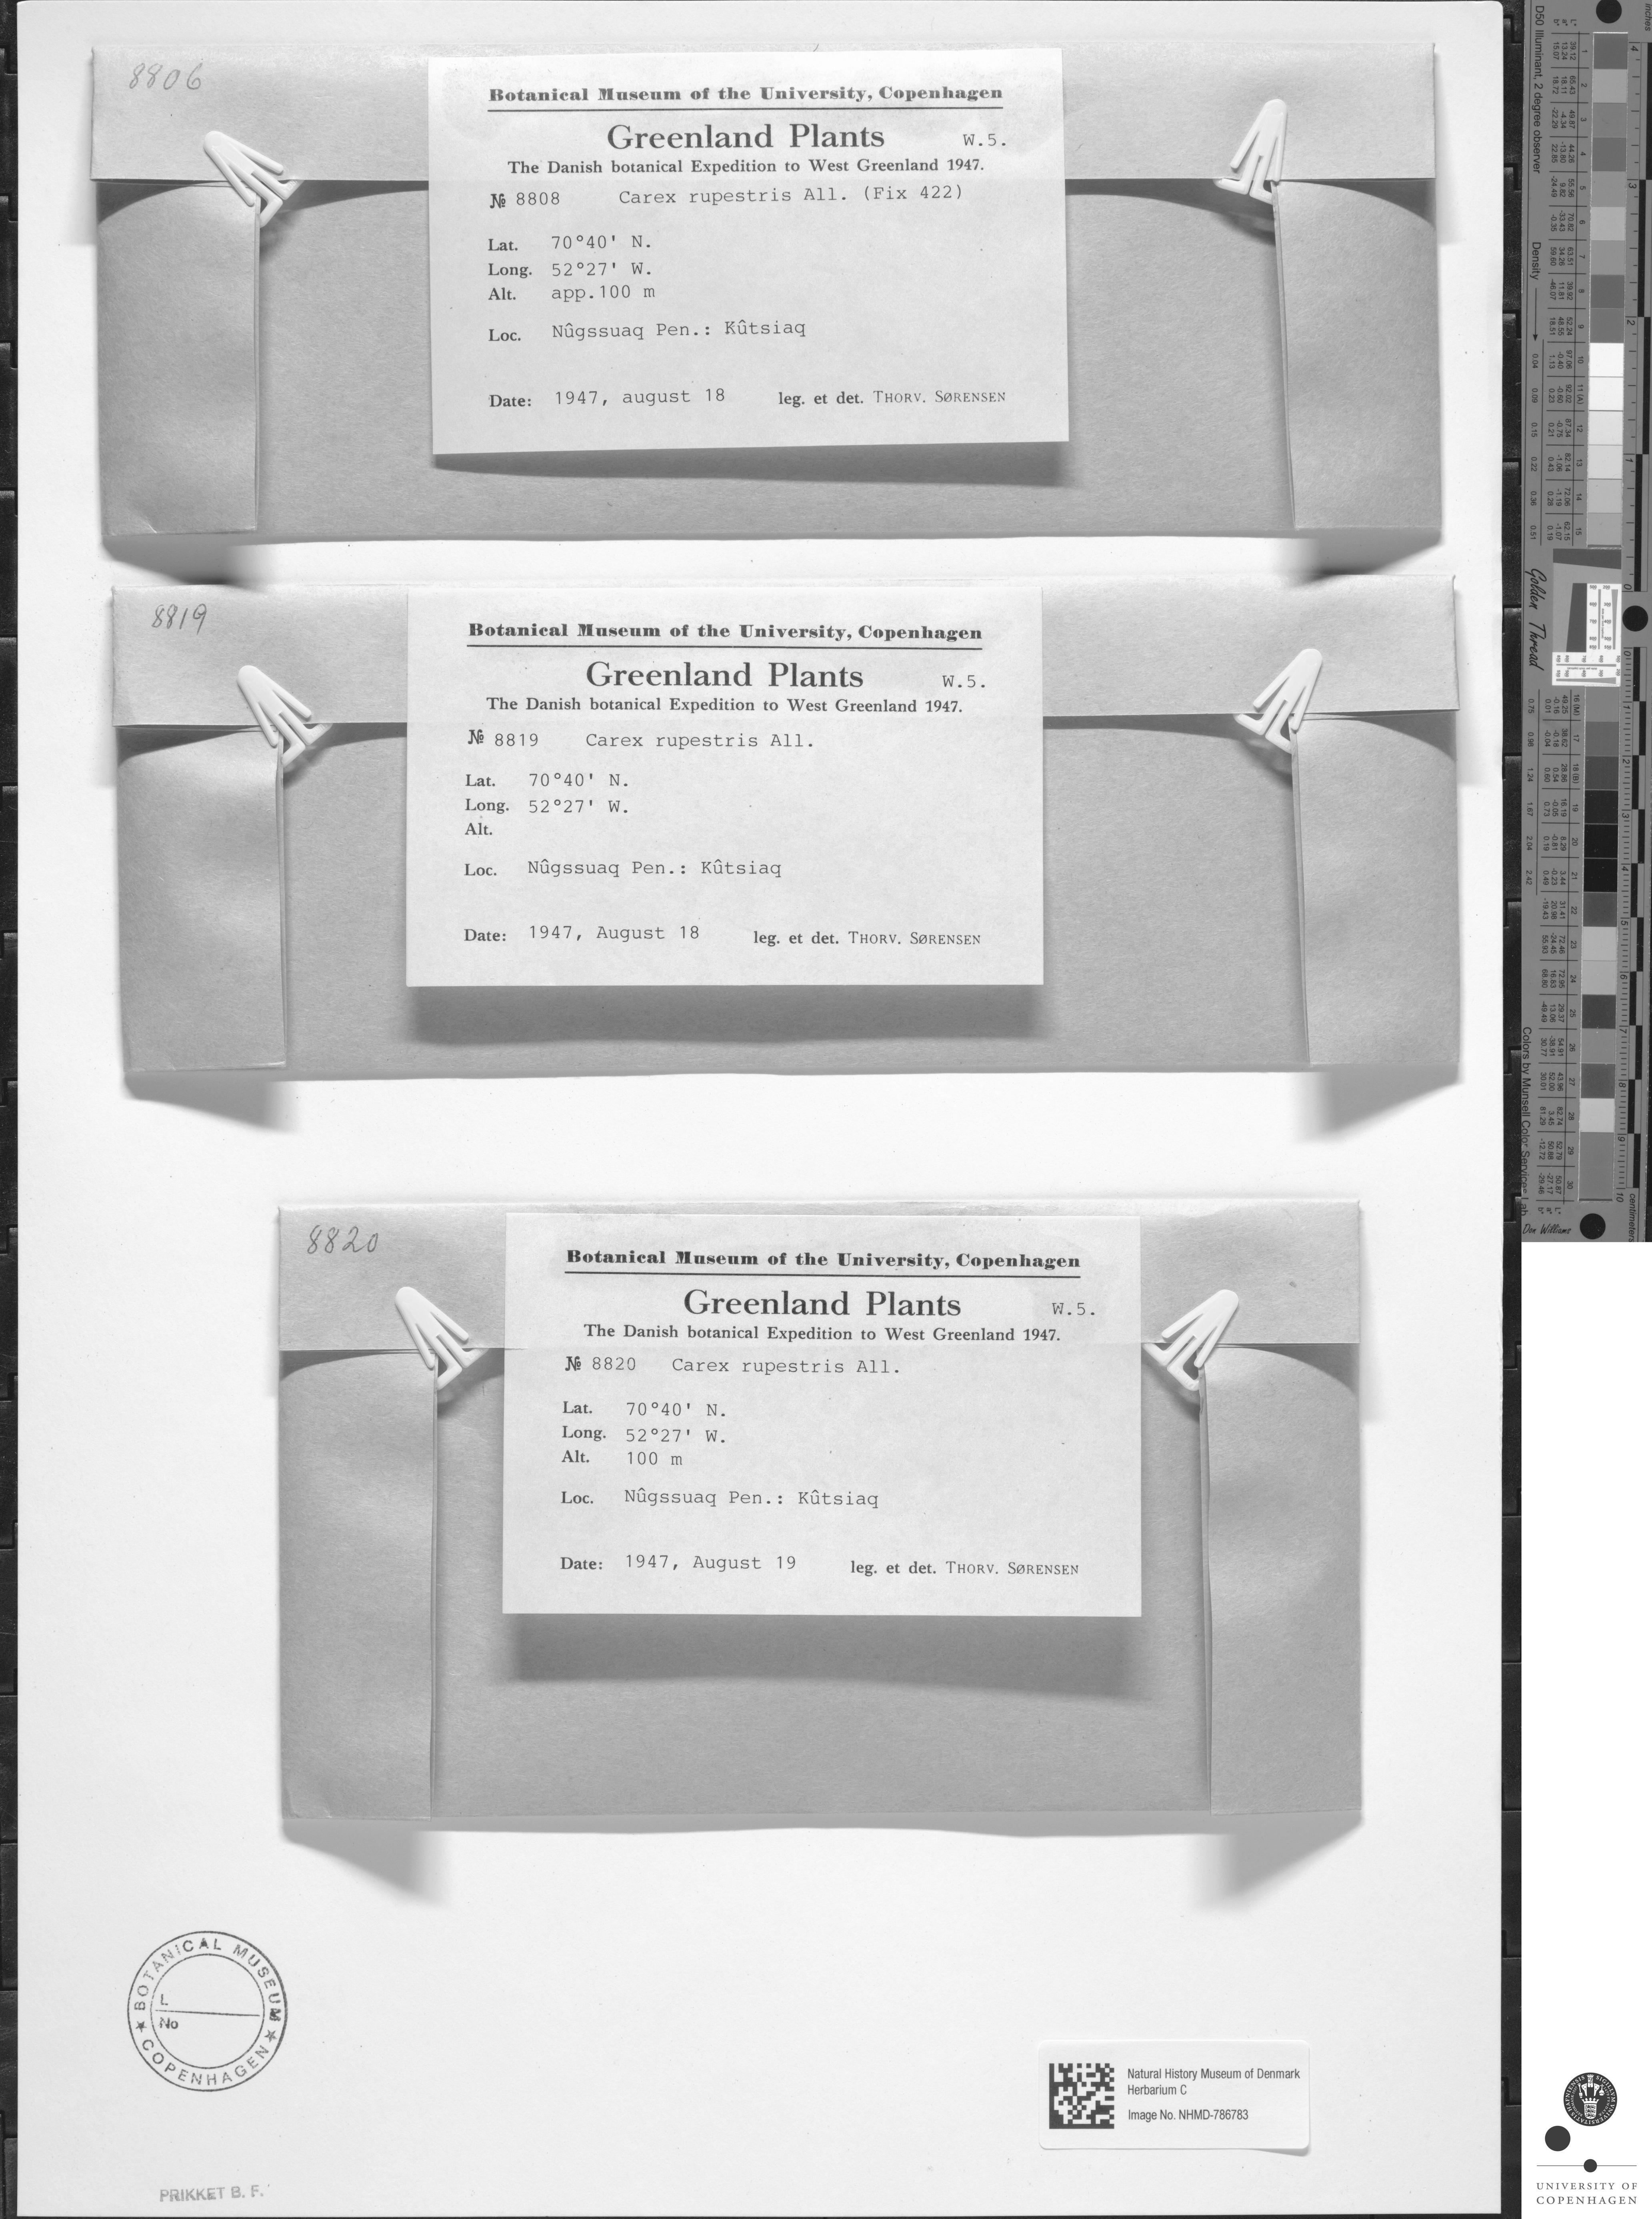 8806
Botanical Museum of the University, Copenhagen
Greenland Plants W.5.
The Danish botanical Expedition to West Greenland 1947.
№ 8808 Carex rupestris All. (Fix 422)
Lat. 70°40' N.
Long. 52°27' W.
Alt. app.100 m
Loc. Nûgssuaq Pen.: Kûtsiaq
Date: 1947, august 18 leg. et det. THORV. SØRENSEN
8819
Botanical Museum of the University, Copenhagen
Greenland Plants W.5.
The Danish botanical Expedition to West Greenland 1947.
№ 8819 Carex rupestris All.
Lat. 70°40' N.
Long. 52°27' W.
Alt.
Loc. Nûgssuaq Pen.: Kûtsiaq
Date: 1947, August 18 leg. et det. THORV. SØRENSEN
8820
Botanical Museum of the University, Copenhagen
Greenland Plants W.5.
The Danish botanical Expedition to West Greenland 1947.
№ 8820 Carex rupestris All.
Lat. 70°40' N.
Long. 52°27' W.
Alt. 100 m
Loc. Nûgssuaq Pen.: Kûtsiaq
Date: 1947, August 19 leg. et det. THORV. SØRENSEN
BOTANICAL MUSEUM
L
No
COPENHAGEN
Natural History Museum of Denmark
Herbarium C
Image No. NHMD-786783
PRIKKET B. F.
D50 Illuminant, 2 degree observer
Density
Golden Thread
Colors by Munsell Color Services Lab
Don Williams
inches
centimeters
UNIVERSITY OF
COPENHAGEN